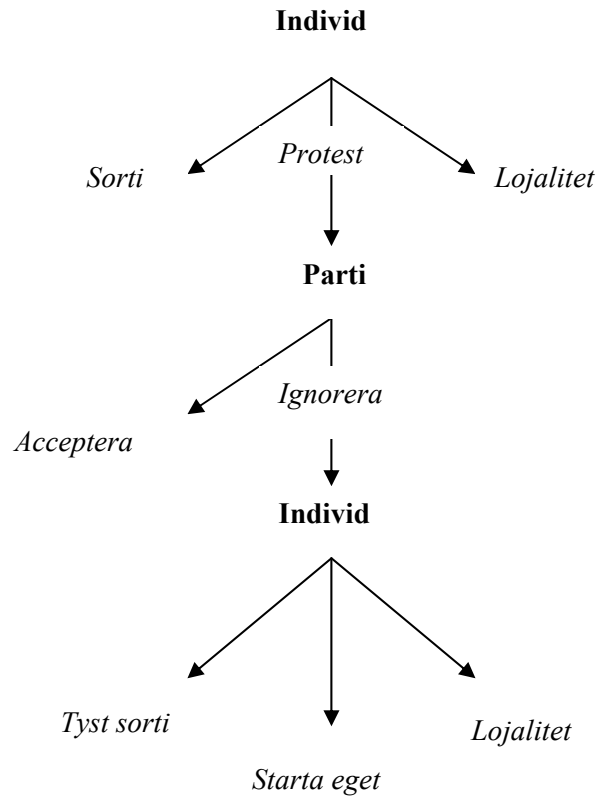 Individ
Protest
Sorti
Lojalitet
Parti
Ignorera
Acceptera
Individ
Tyst sorti
Lojalitet
Starta eget